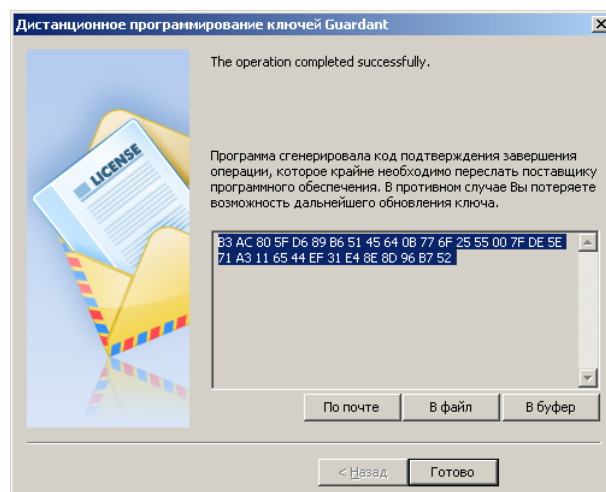 Дистанционное программирование ключей Guardant
The operation completed successfully.
LICENSE
Программа сгенерировала код подтверждения завершения
операции, которое крайне необходимо переслать поставщику
программного обеспечения. В противном случае Вы потеряете
возможность дальнейшего обновления ключа.
B3 AC 80 5F D6 89 B6 51 45 64 0B 77 6F 25 55 00 7F DE 5E
71 A3 11 65 44 EF 31 E4 8E 8D 96 B7 52
По почте
В файл
В буфер
< Назад
Готово